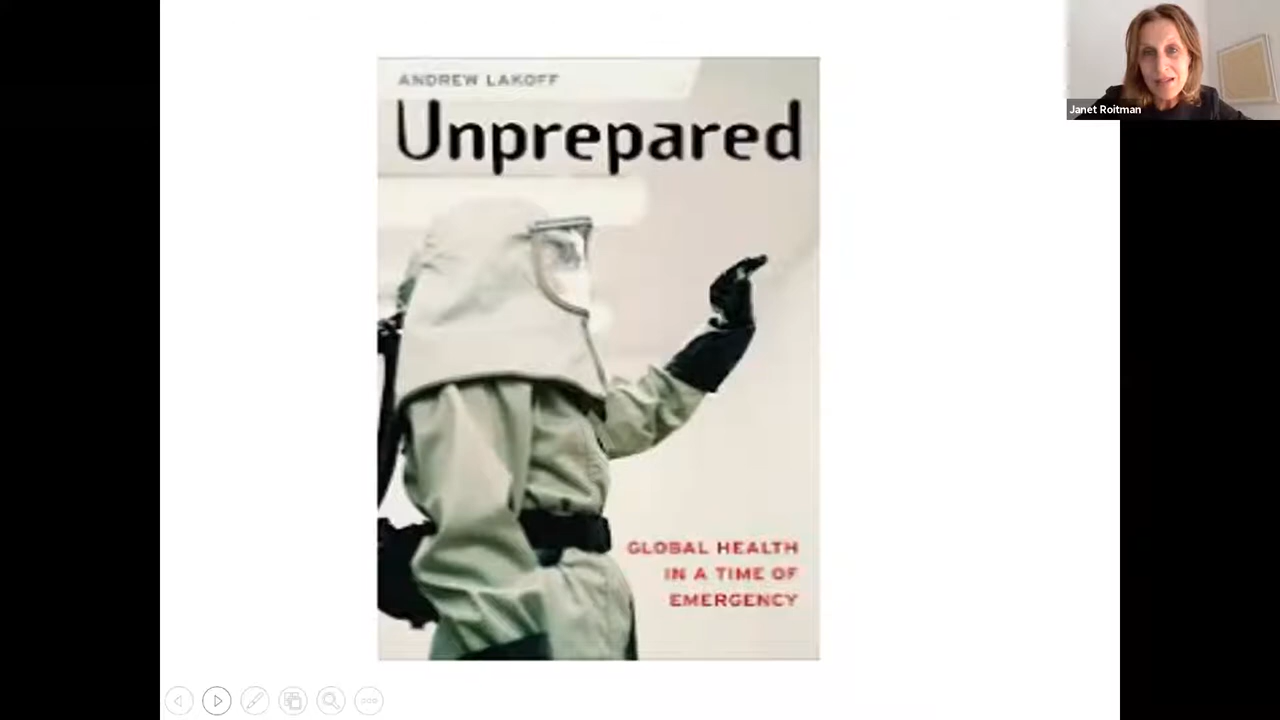 ANDREW LAKOFF
Unprepared
GLOBAL HEALTH
IN A TIME OF
EMERGENCY
Janet Roitman